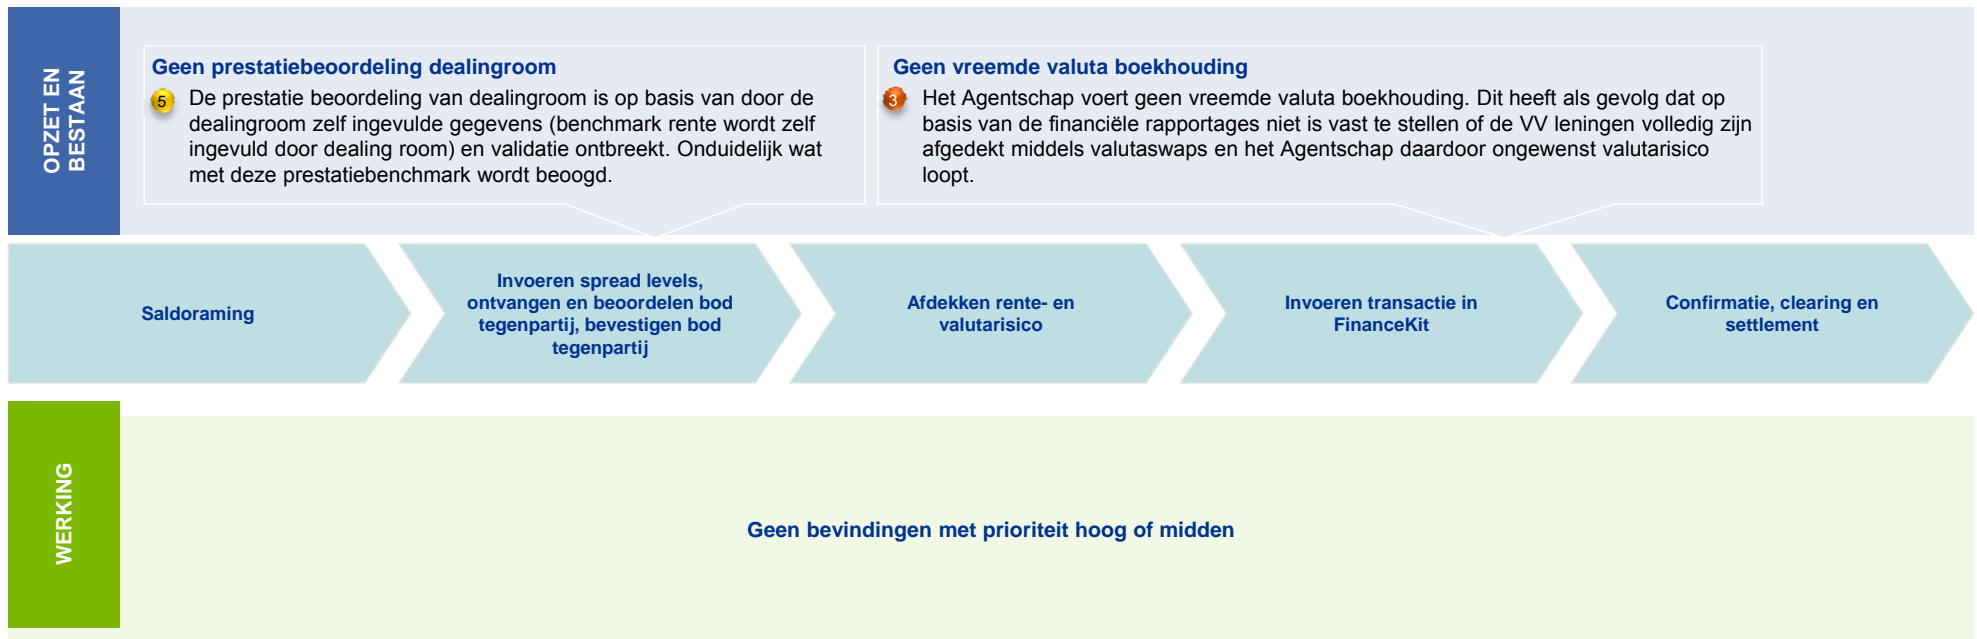 OPZET EN
BESTAAN
Geen prestatiebeoordeling dealingroom
5 De prestatie beoordeling van dealingroom is op basis van door de
dealingroom zelf ingevulde gegevens (benchmark rente wordt zelf
ingevuld door dealing room) en validatie ontbreekt. Onduidelijk wat
met deze prestatiebenchmark wordt beoogd.
Geen vreemde valuta boekhouding
3 Het Agentschap voert geen vreemde valuta boekhouding. Dit heeft als gevolg dat op
basis van de financiële rapportages niet is vast te stellen of de VV leningen volledig zijn
afgedekt middels valutaswaps en het Agentschap daardoor ongewenst valutarisico
loopt.
Saldoraming
Invoeren spread levels,
ontvangen en beoordelen bod
tegenpartij, bevestigen bod
tegenpartij
Afdekken rente- en
valutarisico
Invoeren transactie in
FinanceKit
Confirmatie, clearing en
settlement
WERKING
Geen bevindingen met prioriteit hoog of midden